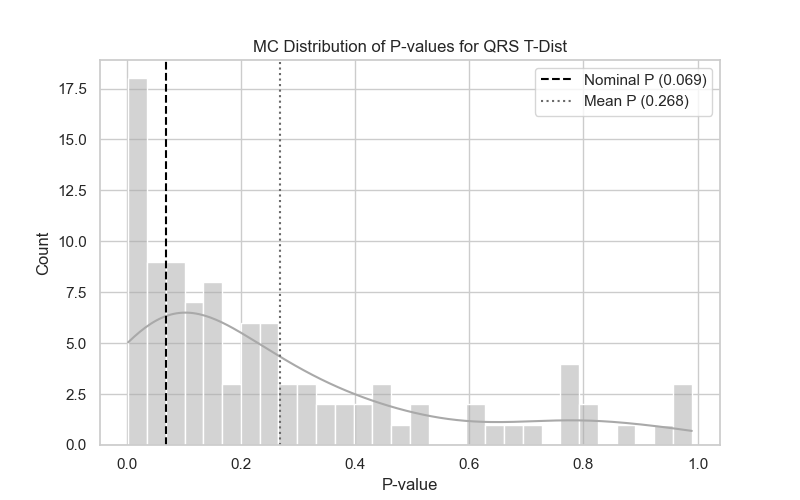 MC Distribution of P-values for QRS T-Dist
Nominal P (0.069)
Mean P (0.268)
17.5
15.0
12.5
10.0
7.5
5.0
2.5
0.0
Count
0.0 0.2 0.4 0.6 0.8 1.0
P-value